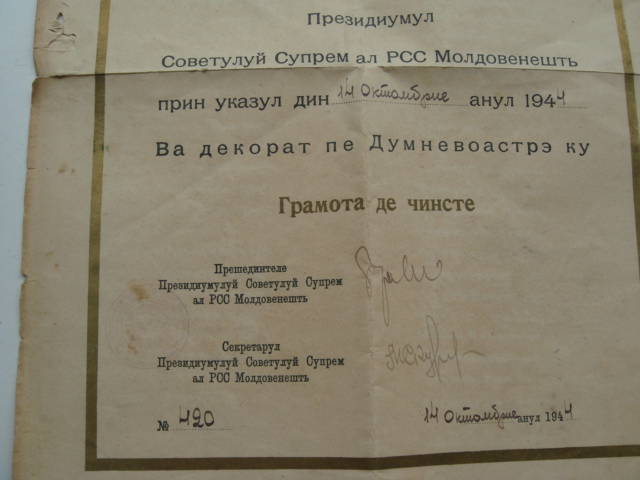 Президиумул
Советулуй Супрем ал РСС Молдовенешть
прин указул дин 14 Октомбрие анул 1944
Ва декорат пе Думневоастрэ ку
Грамота де чинсте
Прешединтеле
Президиумулуй Советулуй Супрем
ал РСС Молдовенешть
Секретарул
Президиумулуй Советулуй Супрем
ал РСС Молдовенешть
№ 420
14 Октомбрие анул 1944